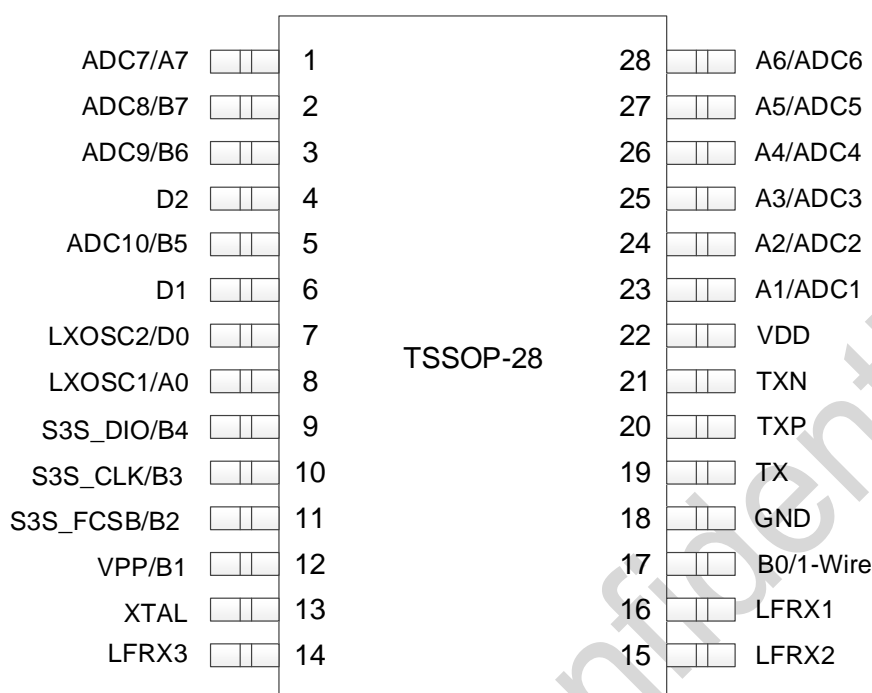 ADC7/A7 1 28 A6/ADC6
ADC8/B7 2 27 A5/ADC5
ADC9/B6 3 26 A4/ADC4
D2 4 25 A3/ADC3
ADC10/B5 5 24 A2/ADC2
D1 6 23 A1/ADC1
LXOSC2/D0 7 22 VDD
TSSOP-28
LXOSC1/A0 8 21 TXN
S3S_DIO/B4 9 20 TXP
S3S_CLK/B3 10 19 TX
S3S_FCSB/B2 11 18 GND
VPP/B1 12 17 B0/1-Wire
XTAL 13 16 LFRX1
LFRX3 14 15 LFRX2